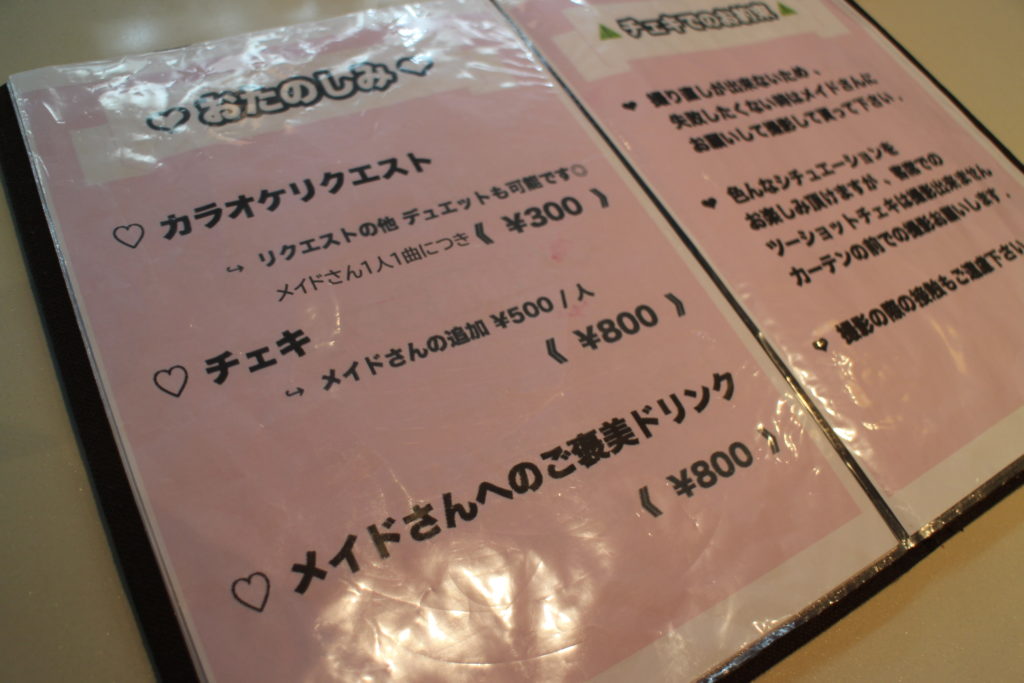 ♡ おたのしみ ♡
♡ カラオケリクエスト
↪ リクエストの他 デュエットも可能です◎
メイドさん1人1曲につき《 ¥300 》
♡ チェキ
↪ メイドさんの追加 ¥500 / 人
《 ¥800 》
♡ メイドさんへのご褒美ドリンク
《 ¥800 》
▲ チェキでのお約束 ▲
♥ 撮り直しが出来ないため、
失敗したくない時はメイドさんに
お願いして撮影して貰って下さい。
♥ 色んなシチュエーションを
お楽しみ頂けますが、客席での
ツーショットチェキは撮影出来ません
カーテンの前での撮影お願いします。
♥ 撮影の際の接触もご遠慮下さい